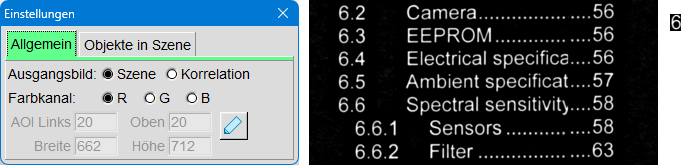 Einstellungen
Allgemein Objekte in Szene
Ausgangsbild: Szene Korrelation
Farbkanal: R G B
AOI Links 20 Oben 20
Breite 662 Höhe 712
6.2 Camera....................56
6.3 EEPROM.................56
6.4 Electrical specifica....56
6.5 Ambient specificat....57
6.6 Spectral sensitivity....58
6.6.1 Sensors................58
6.6.2 Filter.....................63
6